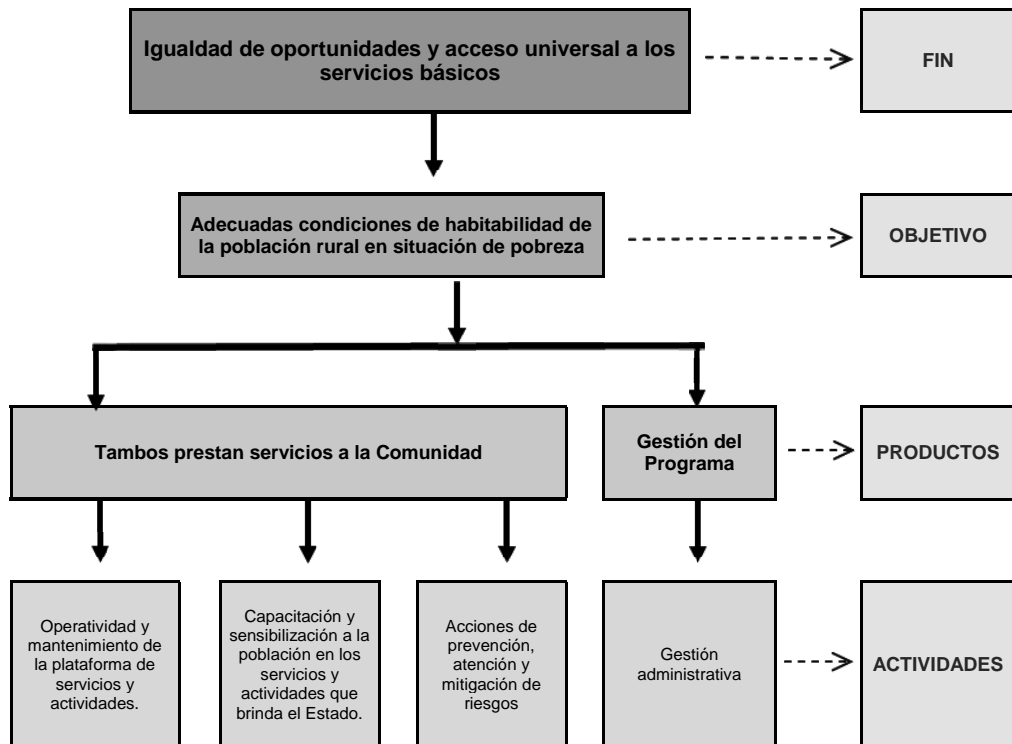 Igualdad de oportunidades y acceso universal a los
servicios básicos
FIN
Adecuadas condiciones de habitabilidad de
la población rural en situación de pobreza
OBJETIVO
Tambos prestan servicios a la Comunidad
Gestión del
Programa
PRODUCTOS
Operatividad y
mantenimiento de
la plataforma de
servicios y
actividades.
Capacitación y
sensibilización a la
población en los
servicios y
actividades que
brinda el Estado.
Acciones de
prevención,
atención y
mitigación de
riesgos
Gestión
administrativa
ACTIVIDADES